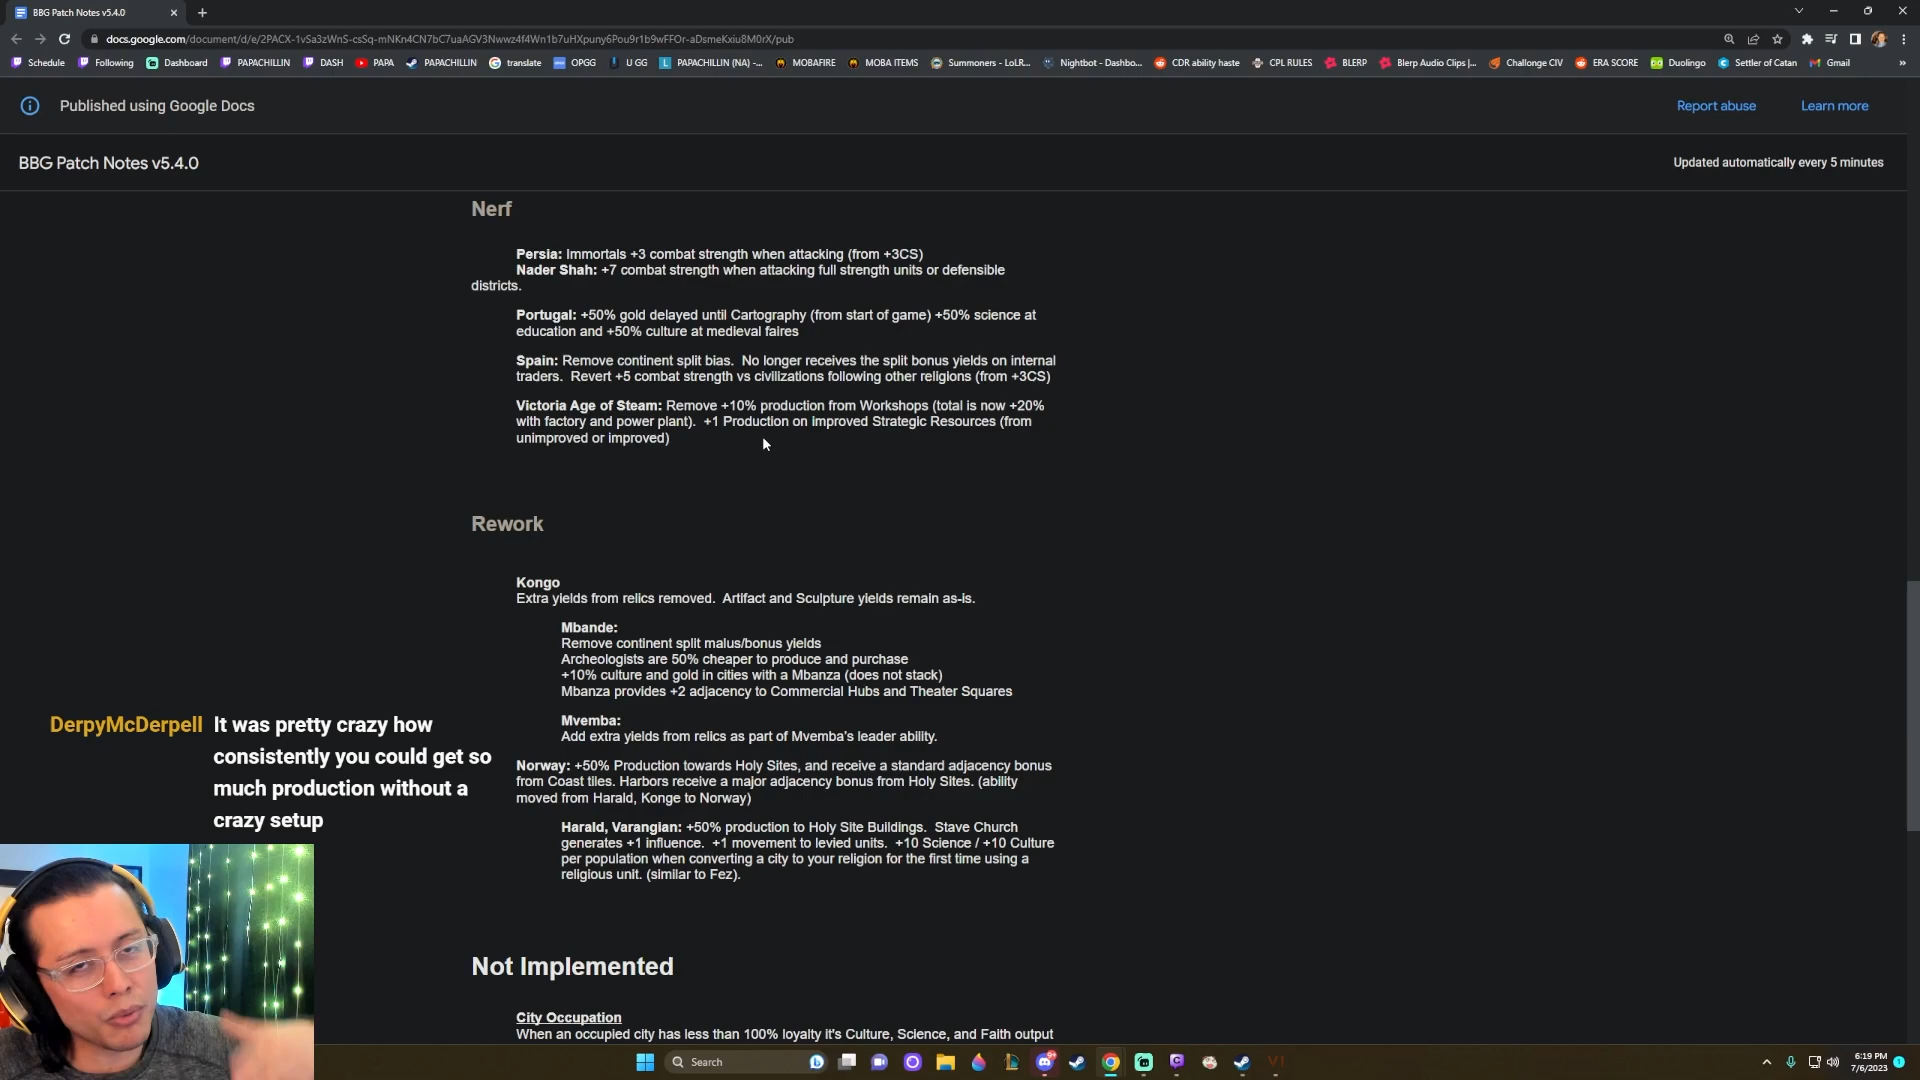 BBG Patch Notes v5.4.0
docs.google.com/document/d/e/2PACX-1vSa3zWnS-csSq-mNKn4CN7bC7uaAGV3Nwwz4f4Wn1b7uHXpuny6Pou9r1b9wFFOr-aDsmeKxiu8M0rX/pub
Schedule Following Dashboard PAPACHILLIN DASH PAPA PAPACHILLIN translate OPGG U GG PAPACHILLIN (NA) -... MOBAFIRE MOBA ITEMS Summoners - LoLR... Nightbot - Dashbo... CDR ability haste CPL RULES BLERP Blerp Audio Clips |... Challonge CIV ERA SCORE Duolingo Settler of Catan Gmail »
Published using Google Docs Report abuse Learn more
BBG Patch Notes v5.4.0 Updated automatically every 5 minutes
Nerf
Persia: Immortals +3 combat strength when attacking (from +3CS)
Nader Shah: +7 combat strength when attacking full strength units or defensible
districts.
Portugal: +50% gold delayed until Cartography (from start of game) +50% science at
education and +50% culture at medieval faires
Spain: Remove continent split bias. No longer receives the split bonus yields on internal
traders. Revert +5 combat strength vs civilizations following other religions (from +3CS)
Victoria Age of Steam: Remove +10% production from Workshops (total is now +20%
with factory and power plant). +1 Production on improved Strategic Resources (from
unimproved or improved)
Rework
Kongo
Extra yields from relics removed. Artifact and Sculpture yields remain as-is.
Mbande:
Remove continent split malus/bonus yields
Archeologists are 50% cheaper to produce and purchase
+10% culture and gold in cities with a Mbanza (does not stack)
Mbanza provides +2 adjacency to Commercial Hubs and Theater Squares
Mvemba:
Add extra yields from relics as part of Mvemba's leader ability.
Norway: +50% Production towards Holy Sites, and receive a standard adjacency bonus
from Coast tiles. Harbors receive a major adjacency bonus from Holy Sites. (ability
moved from Harald, Konge to Norway)
Harald, Varangian: +50% production to Holy Site Buildings. Stave Church
generates +1 influence. +1 movement to levied units. +10 Science / +10 Culture
per population when converting a city to your religion for the first time using a
religious unit. (similar to Fez).
Not Implemented
City Occupation
When an occupied city has less than 100% loyalty it's Culture, Science, and Faith output
DerpyMcDerpell It was pretty crazy how
consistently you could get so
much production without a
crazy setup
Search
6:19 PM
7/6/2023